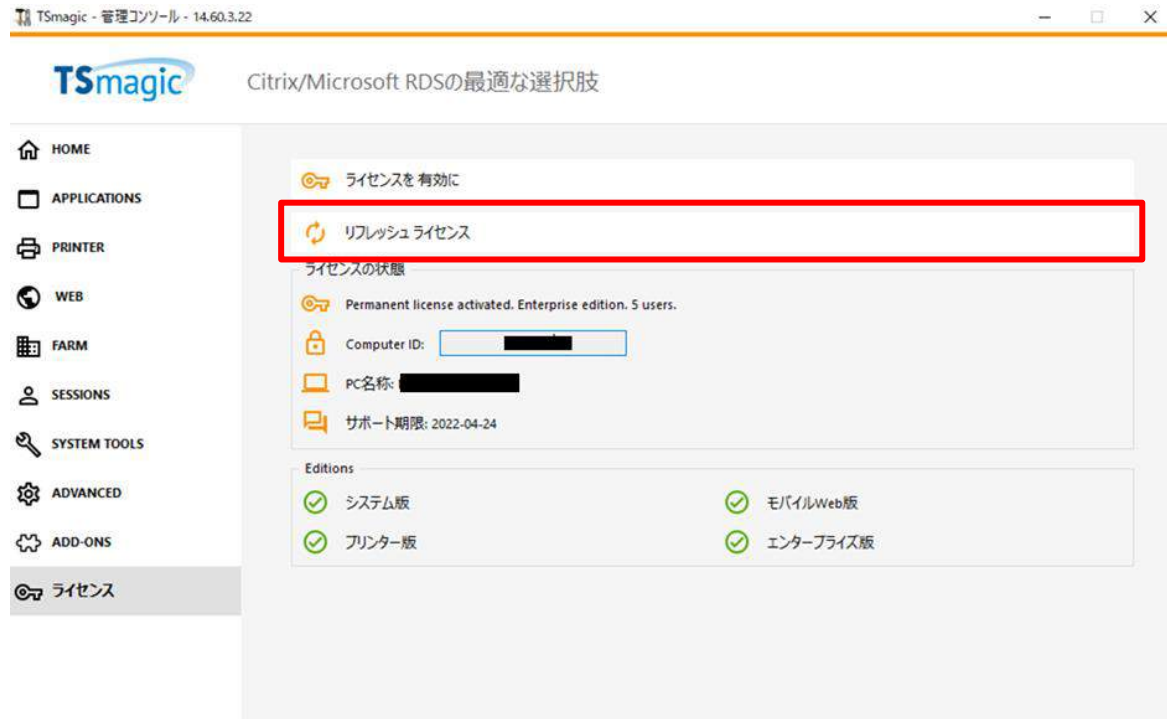 TSmagic - 管理コンソール - 14.60.3.22
TSmagic
Citrix/Microsoft RDSの最適な選択肢
HOME
APPLICATIONS
PRINTER
WEB
FARM
SESSIONS
SYSTEM TOOLS
ADVANCED
ADD-ONS
ライセンス
ライセンスを 有効に
リフレッシュ ライセンス
ライセンスの状態
Permanent license activated. Enterprise edition. 5 users.
Computer ID:
PC名称:
サポート期限: 2022-04-24
Editions
システム版
モバイルWeb版
プリンター版
エンタープライズ版